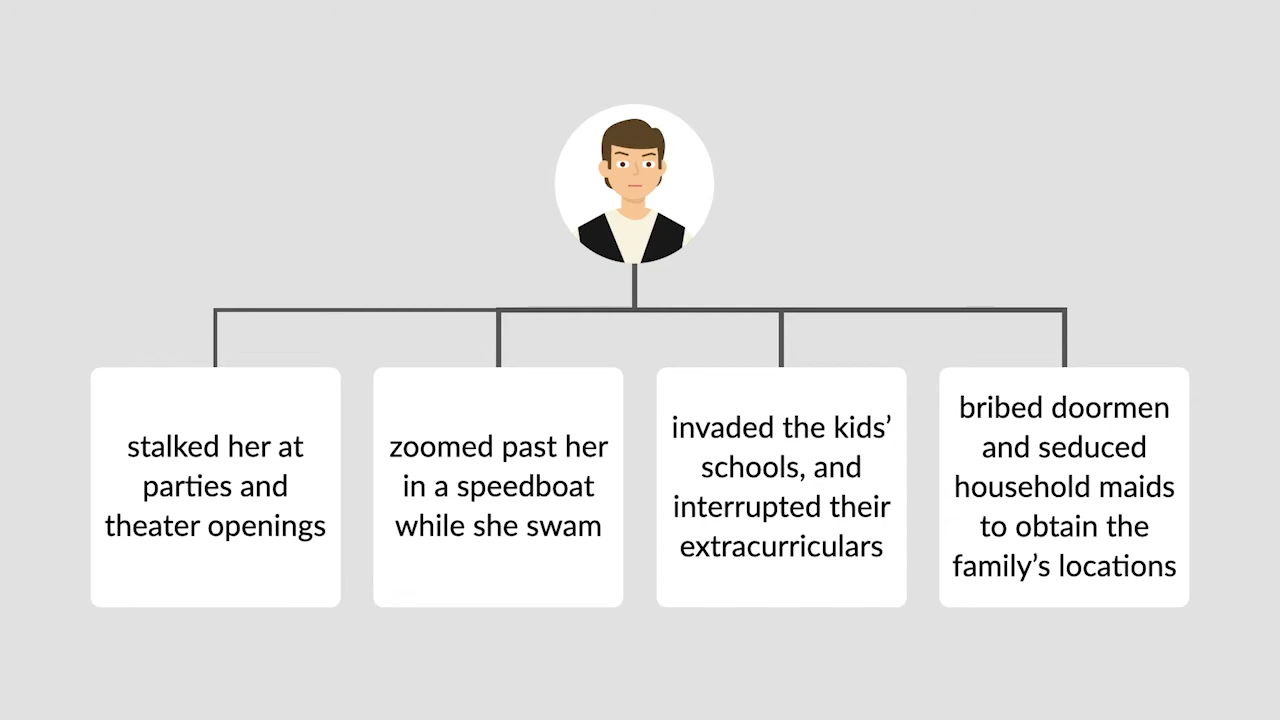 stalked her at
parties and
theater openings
zoomed past her
in a speedboat
while she swam
invaded the kids’
schools, and
interrupted their
extracurriculars
bribed doormen
and seduced
household maids
to obtain the
family’s locations